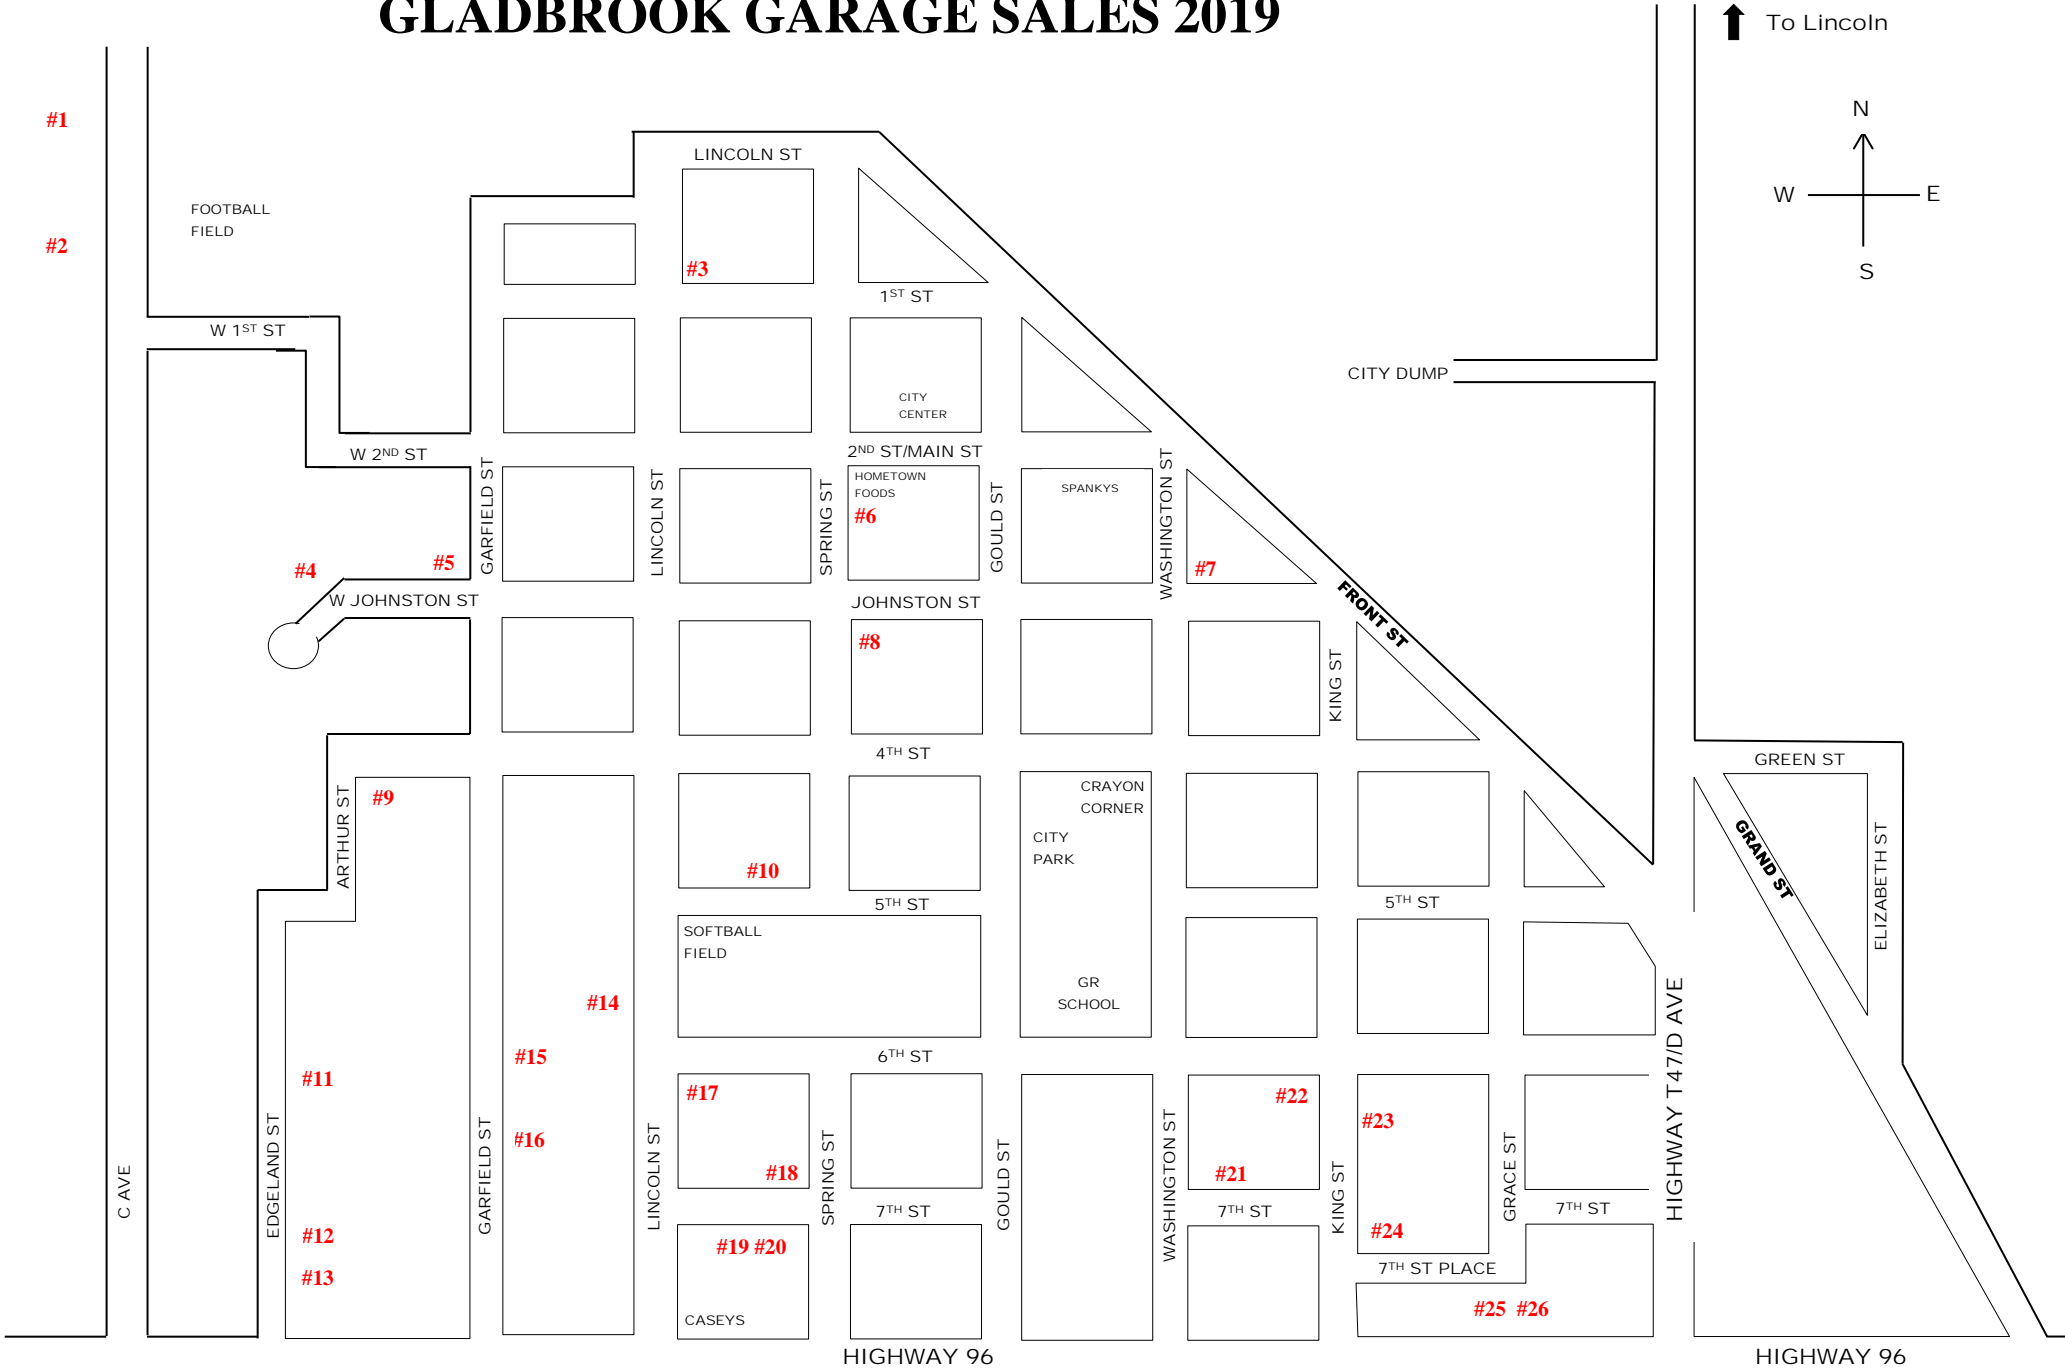 GLADBROOK GARAGE SALES 2019
To Lincoln
N
W
E
S
#1
#2
FOOTBALL
FIELD
LINCOLN ST
#3
1ST ST
W 1ST ST
CITY DUMP
CITY
CENTER
W 2ND ST
2ND ST/MAIN ST
GARFIELD ST
LINCOLN ST
SPRING ST
HOMETOWN
FOODS
#6
GOULD ST
SPANKYS
WASHINGTON ST
#7
#4
#5
W JOHNSTON ST
JOHNSTON ST
FRONT ST
#8
KING ST
4TH ST
GREEN ST
ARTHUR ST
#9
#10
CRAYON
CORNER
CITY
PARK
GRAND ST
ELIZABETH ST
5TH ST
5TH ST
SOFTBALL
FIELD
GR
SCHOOL
#14
#15
#11
6TH ST
HIGHWAY T47/D AVE
#17
#22
#23
#16
#18
#21
C AVE
EDGELAND ST
GARFIELD ST
LINCOLN ST
SPRING ST
GOULD ST
WASHINGTON ST
KING ST
GRACE ST
7TH ST
7TH ST
7TH ST
#12
#13
#19 #20
#24
7TH ST PLACE
#25 #26
CASEYS
HIGHWAY 96
HIGHWAY 96